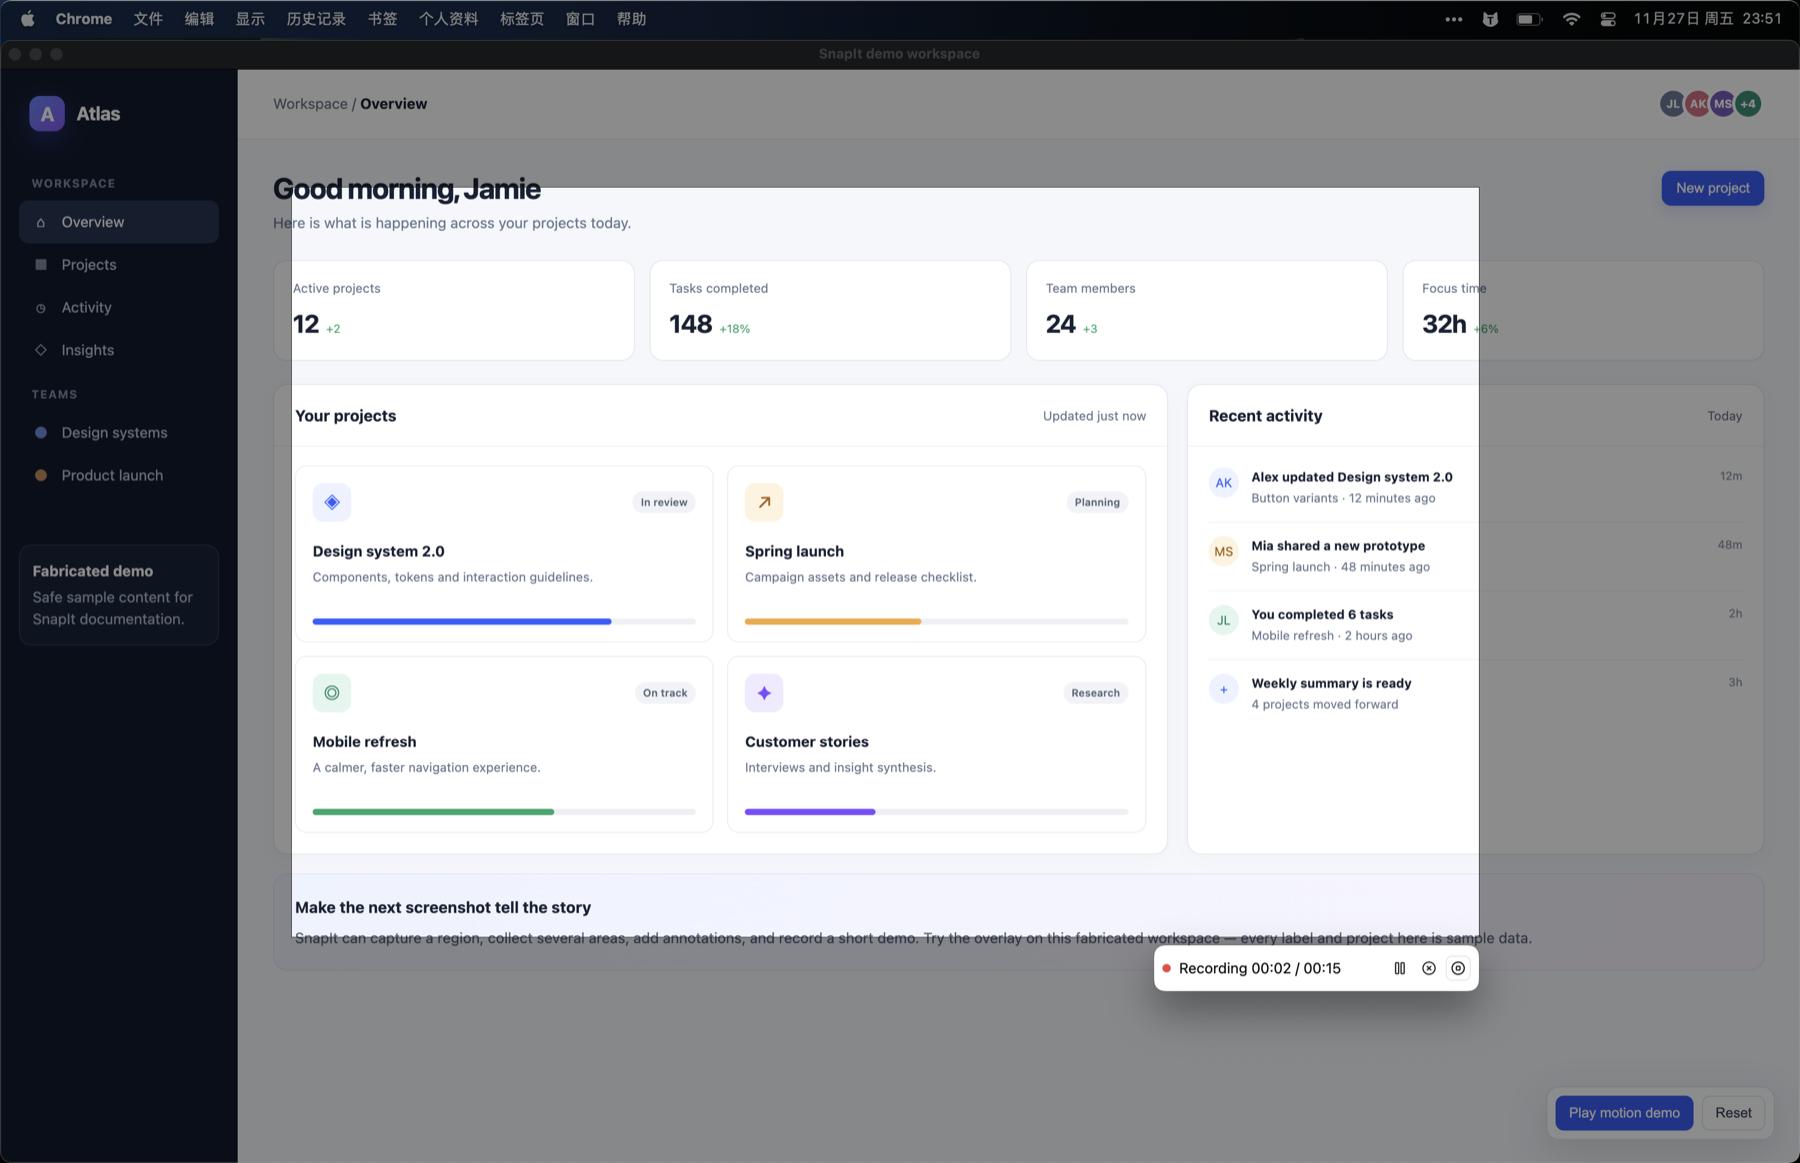 Chrome 文件 编辑 显示 历史记录 书签 个人资料 标签页 窗口 帮助 11月27日 周五 23:51
SnapIt demo workspace
A Atlas
WORKSPACE
Overview
Projects
Activity
Insights
TEAMS
Design systems
Product launch
Fabricated demo
Safe sample content for
SnapIt documentation.
Workspace / Overview
JL AK MS +4
Good morning, Jamie
Here is what is happening across your projects today.
New project
Active projects
12 +2
Tasks completed
148 +18%
Team members
24 +3
Focus time
32h +6%
Your projects
Updated just now
In review
Design system 2.0
Components, tokens and interaction guidelines.
Planning
Spring launch
Campaign assets and release checklist.
On track
Mobile refresh
A calmer, faster navigation experience.
Research
Customer stories
Interviews and insight synthesis.
Recent activity
Today
AK Alex updated Design system 2.0 12m
Button variants · 12 minutes ago
MS Mia shared a new prototype 48m
Spring launch · 48 minutes ago
JL You completed 6 tasks 2h
Mobile refresh · 2 hours ago
Weekly summary is ready 3h
4 projects moved forward
Make the next screenshot tell the story
SnapIt can capture a region, collect several areas, add annotations, and record a short demo. Try the overlay on this fabricated workspace — every label and project here is sample data.
Recording 00:02 / 00:15
Play motion demo
Reset